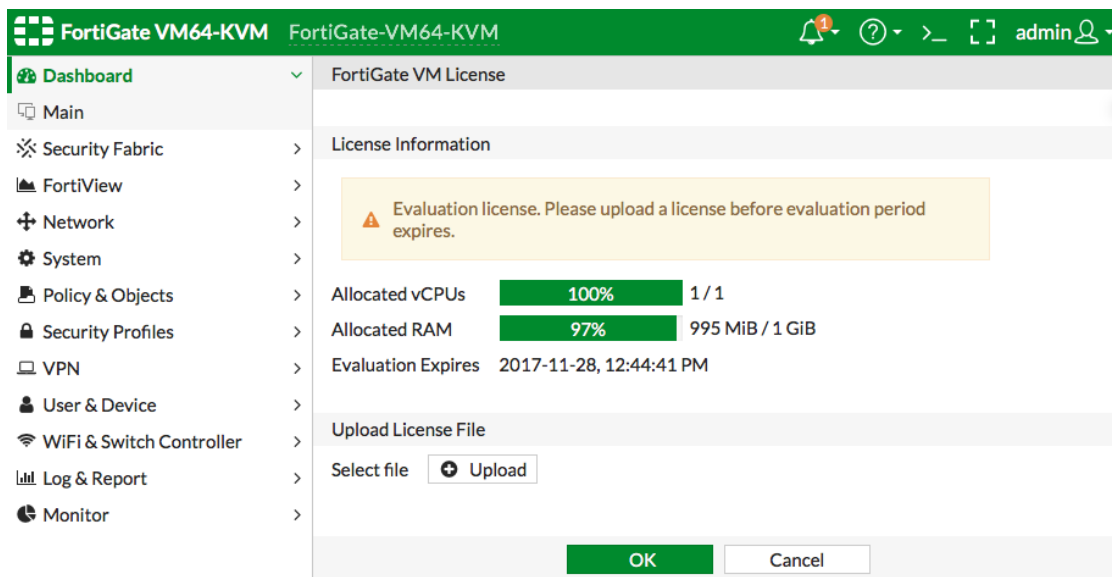 FortiGate VM64-KVM FortiGate-VM64-KVM 1 ? >_ admin
Dashboard
Main
Security Fabric
FortiView
Network
System
Policy & Objects
Security Profiles
VPN
User & Device
WiFi & Switch Controller
Log & Report
Monitor
FortiGate VM License
License Information
Evaluation license. Please upload a license before evaluation period
expires.
Allocated vCPUs 100% 1 / 1
Allocated RAM 97% 995 MiB / 1 GiB
Evaluation Expires 2017-11-28, 12:44:41 PM
Upload License File
Select file Upload
OK Cancel